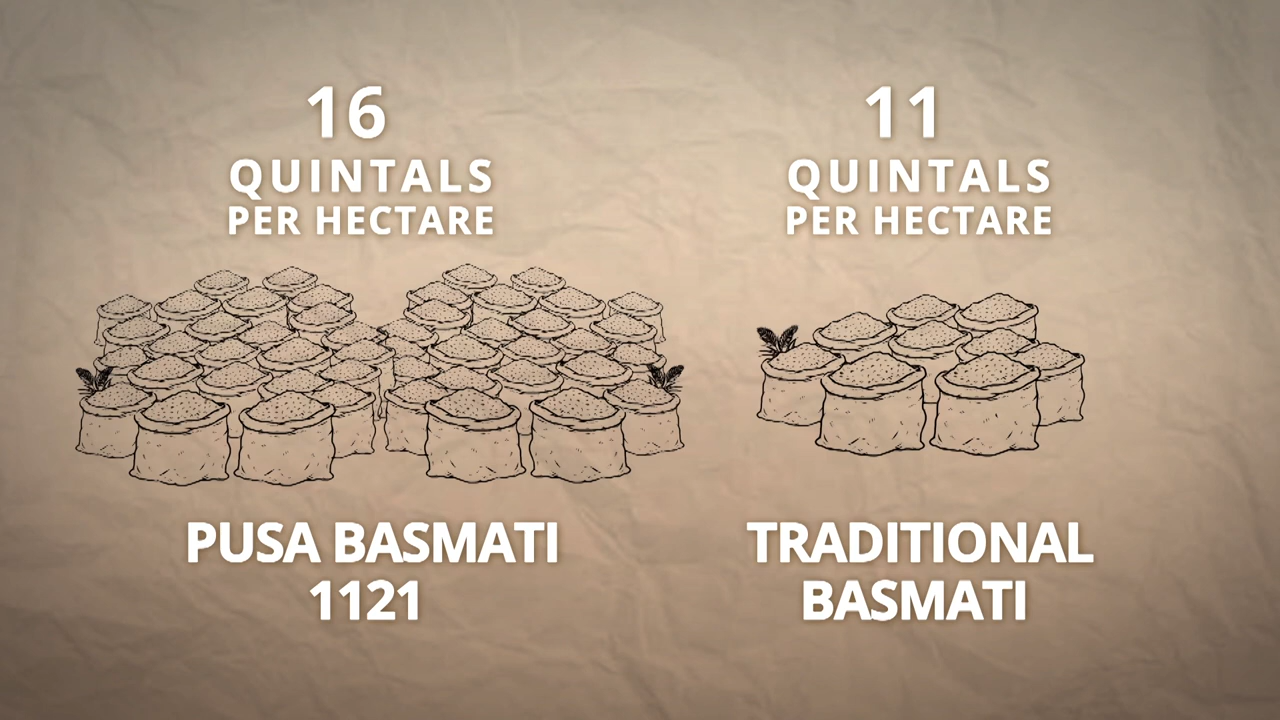 16
QUINTALS
PER HECTARE
PUSA BASMATI
1121
11
QUINTALS
PER HECTARE
TRADITIONAL
BASMATI